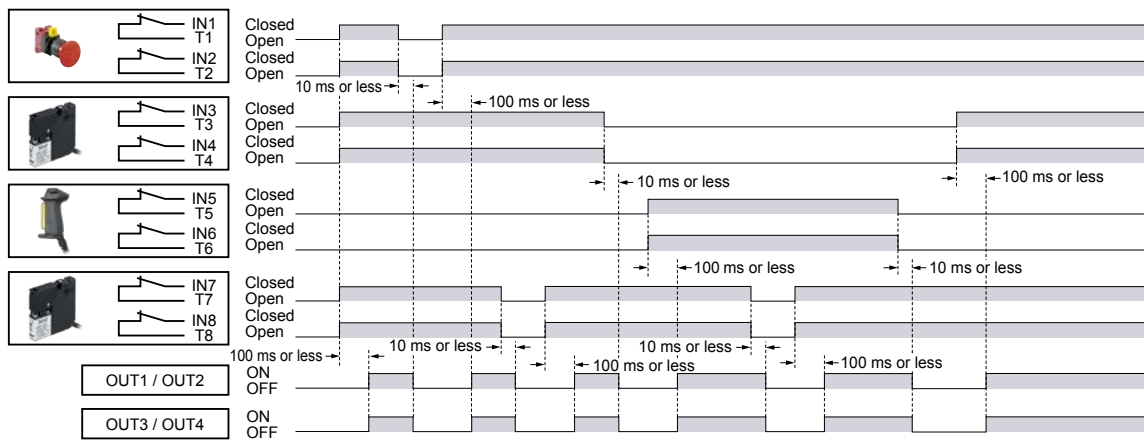 IN1
T1
Closed
Open
IN2
T2
Closed
Open
10 ms or less
100 ms or less
IN3
T3
Closed
Open
IN4
T4
Closed
Open
10 ms or less
100 ms or less
IN5
T5
Closed
Open
IN6
T6
Closed
Open
100 ms or less
10 ms or less
IN7
T7
Closed
Open
IN8
T8
Closed
Open
100 ms or less
10 ms or less
100 ms or less
10 ms or less
100 ms or less
OUT1 / OUT2
ON
OFF
OUT3 / OUT4
ON
OFF